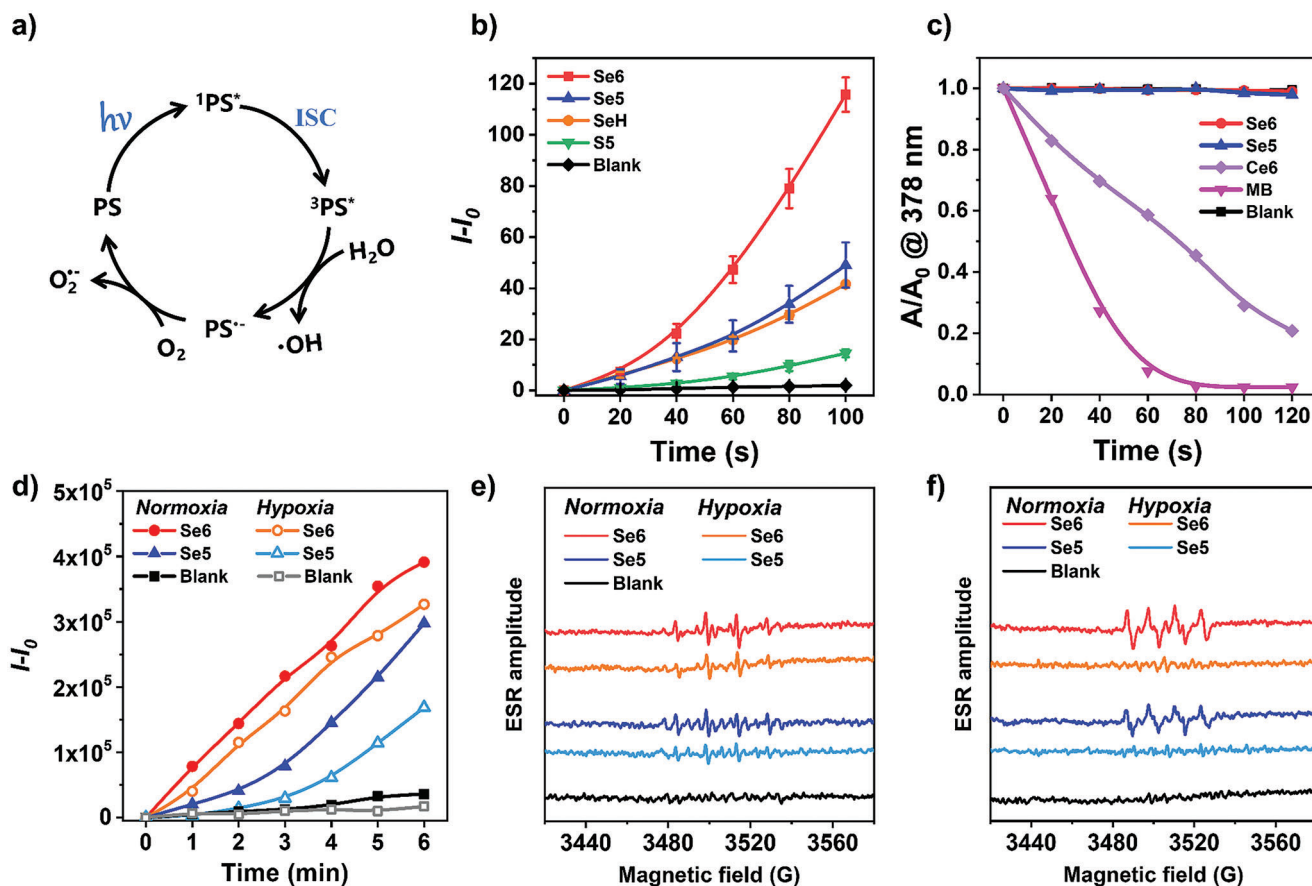 a)
hν
¹PS*
ISC
PS
³PS*
H₂O
O₂•⁻
PS•⁻
O₂
·OH
b)
I-I₀
120
100
80
60
40
20
0
Se6
Se5
SeH
S5
Blank
0 20 40 60 80 100
Time (s)
c)
A/A₀ @ 378 nm
1.0
0.8
0.6
0.4
0.2
0.0
Se6
Se5
Ce6
MB
Blank
0 20 40 60 80 100 120
Time (s)
d)
I-I₀
5x10⁵
4x10⁵
3x10⁵
2x10⁵
1x10⁵
0
Normoxia Hypoxia
Se6 Se6
Se5 Se5
Blank Blank
0 1 2 3 4 5 6
Time (min)
e)
ESR amplitude
Normoxia Hypoxia
Se6 Se6
Se5 Se5
Blank
3440 3480 3520 3560
Magnetic field (G)
f)
ESR amplitude
Normoxia Hypoxia
Se6 Se6
Se5 Se5
Blank
3440 3480 3520 3560
Magnetic field (G)